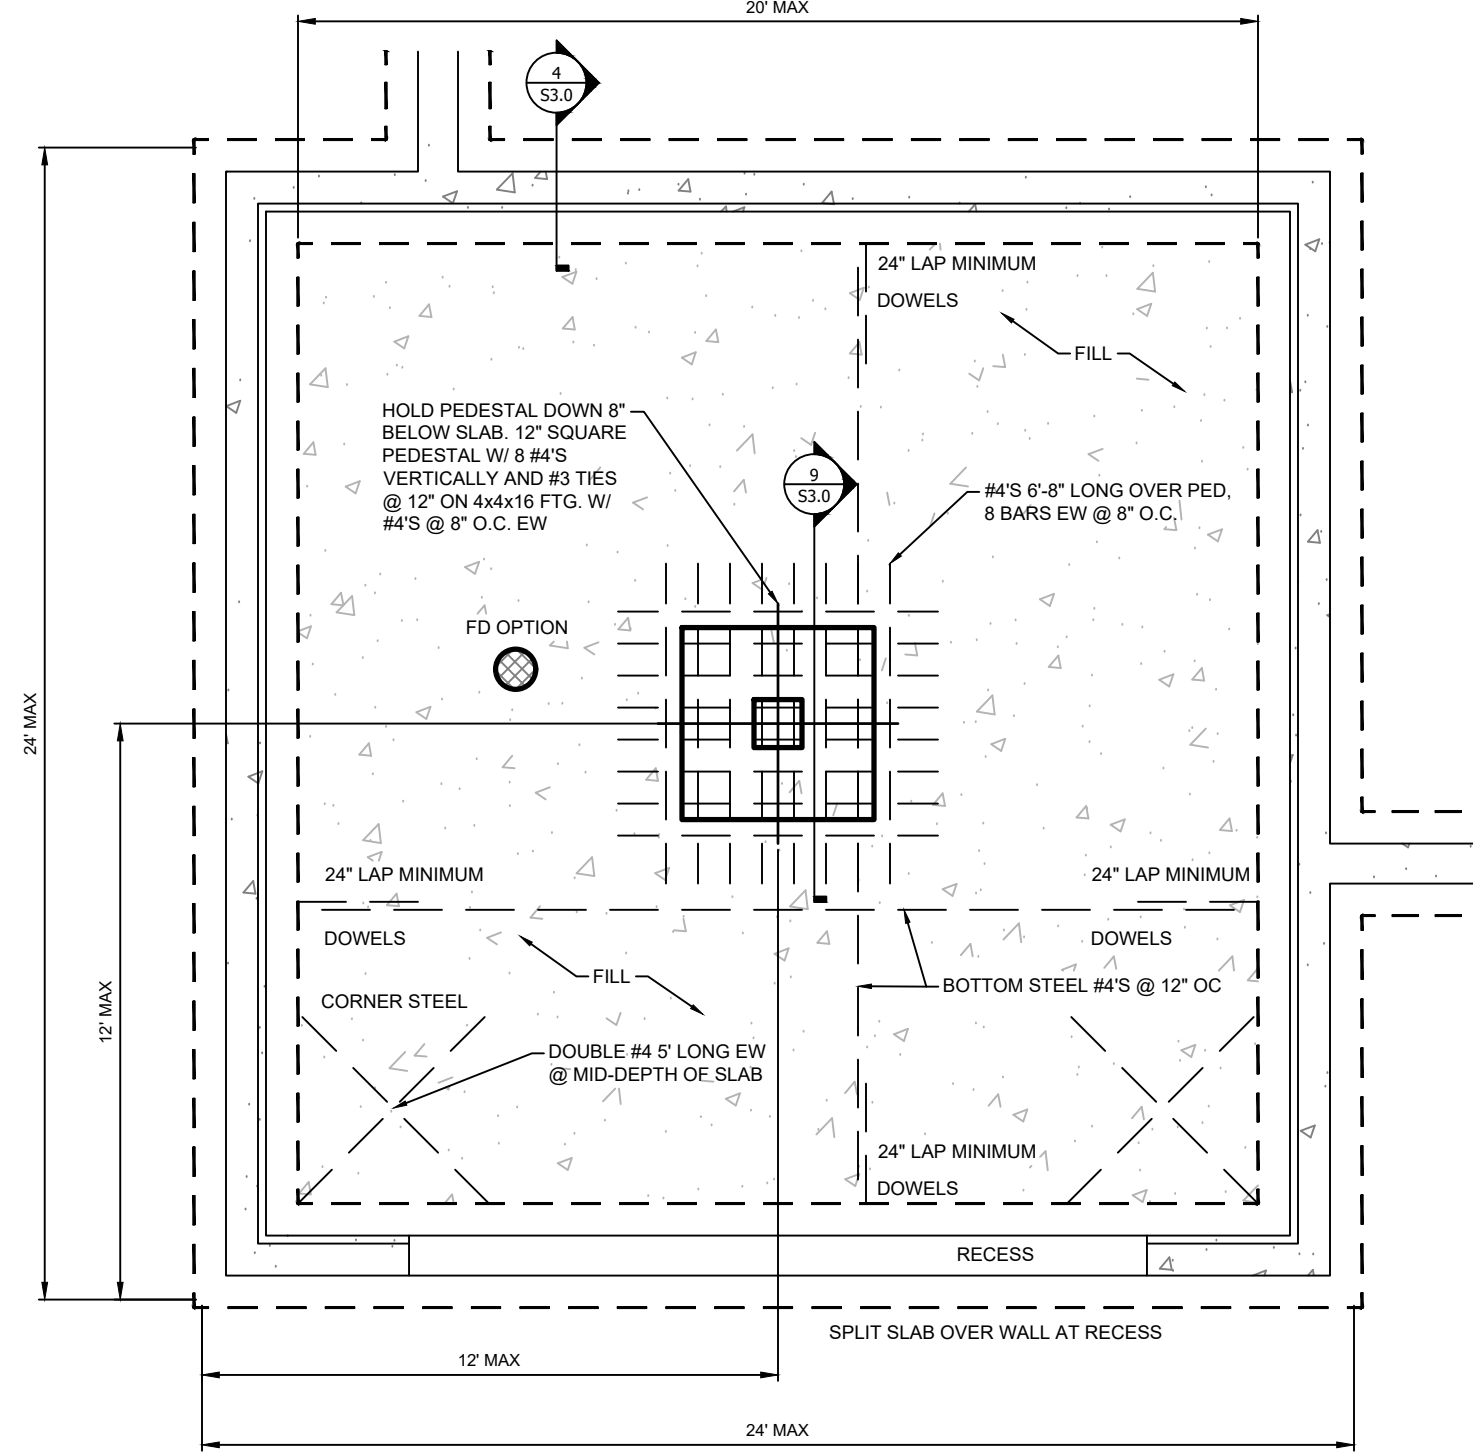 20' MAX
4
S3.0
24" LAP MINIMUM
DOWELS
FILL
HOLD PEDESTAL DOWN 8"
BELOW SLAB. 12" SQUARE
PEDESTAL W/ 8 #4'S
VERTICALLY AND #3 TIES
@ 12" ON 4x4x16 FTG. W/
#4'S @ 8" O.C. EW
9
S3.0
#4'S 6'-8" LONG OVER PED,
8 BARS EW @ 8" O.C.
FD OPTION
24' MAX
24" LAP MINIMUM
24" LAP MINIMUM
DOWELS
DOWELS
FILL
BOTTOM STEEL #4'S @ 12" OC
CORNER STEEL
12' MAX
DOUBLE #4 5' LONG EW
@ MID-DEPTH OF SLAB
24" LAP MINIMUM
DOWELS
RECESS
SPLIT SLAB OVER WALL AT RECESS
12' MAX
24' MAX